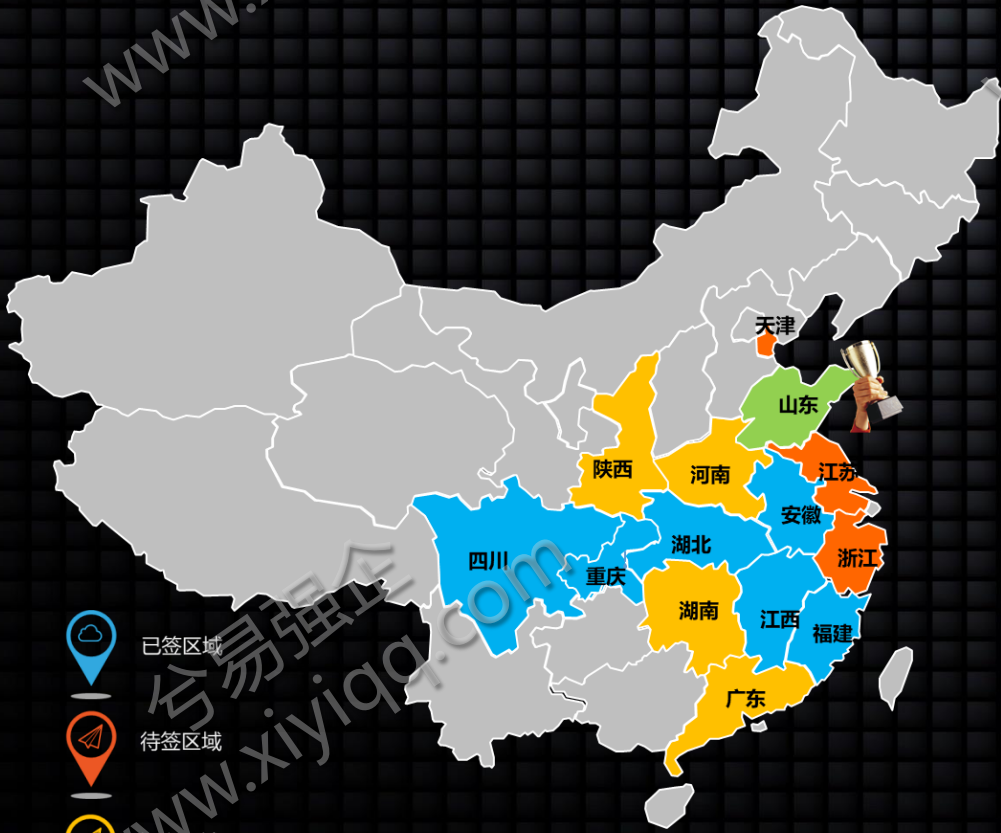 www.
天津
山东
江苏
陕西
河南
安徽
湖北
浙江
四川
重庆
湖南
江西
福建
广东
已签区域
待签区域
兮易强企
www.xiyiqq.com